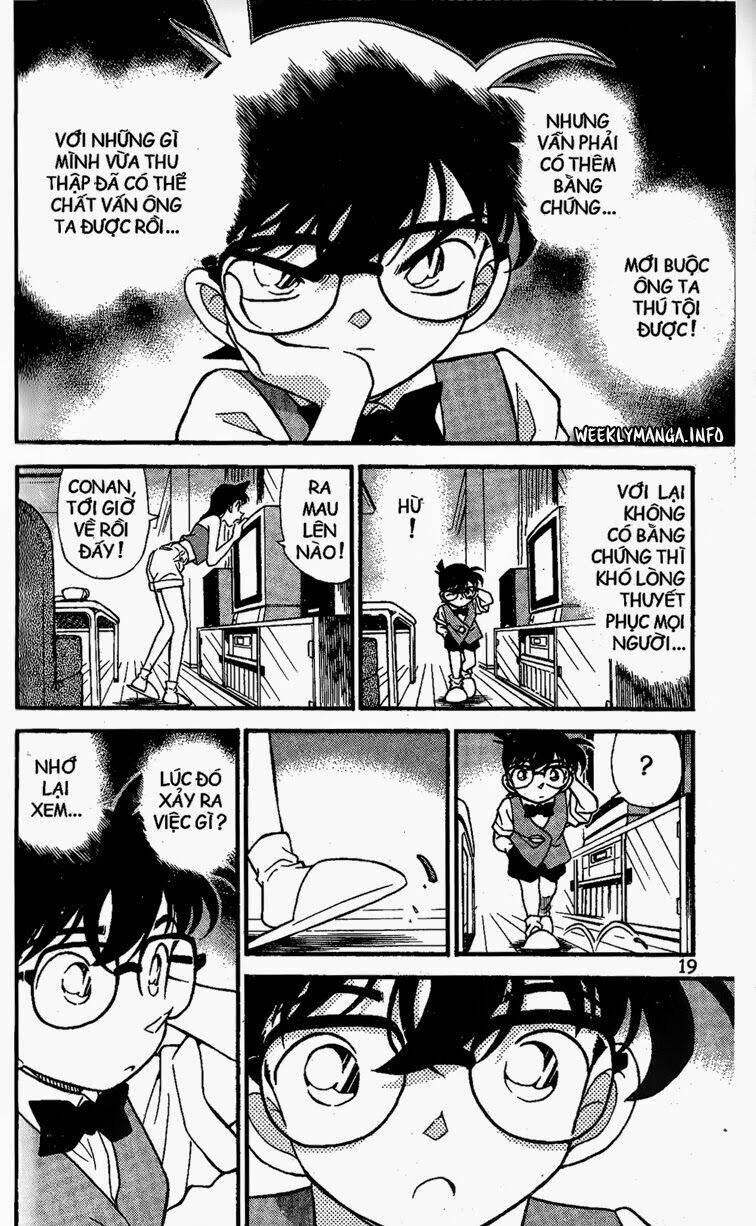 VỚI NHỮNG GÌ
MÌNH VỪA THU
THẬP ĐÃ CÓ THỂ
CHẤT VẤN ÔNG
TA ĐƯỢC RỒI...
NHƯNG
VẪN PHẢI
CÓ THÊM
BẰNG
CHỨNG...
MỚI BUỘC
ÔNG TA
THÚ TỘI
ĐƯỢC!
WEEKLYMANGA.INFO
VỚI LẠI
KHÔNG
CÓ BẰNG
CHỨNG THÌ
KHÓ LÒNG
THUYẾT
PHỤC MỌI
NGƯỜI...
HỪ
!
RA
MAU
LÊN
NÀO!
CONAN,
TỚI GIỜ
VỀ RỒI
ĐẤY!
?
LÚC ĐÓ
XẢY RA
VIỆC GÌ?
NHỚ
LẠI
XEM...
19